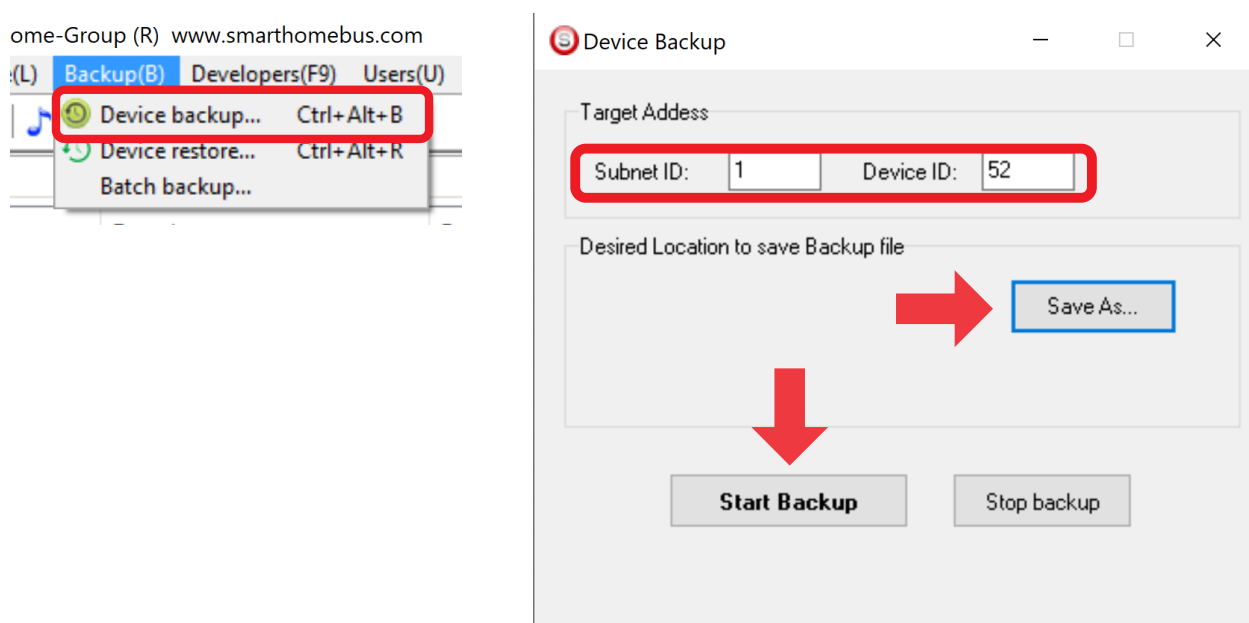 ome-Group (R) www.smarthomebus.com
(L) Backup(B) Developers(F9) Users(U)
Device backup... Ctrl+Alt+B
Device restore... Ctrl+Alt+R
Batch backup...
Device Backup
Target Addess
Subnet ID: 1 Device ID: 52
Desired Location to save Backup file
Save As...
Start Backup Stop backup